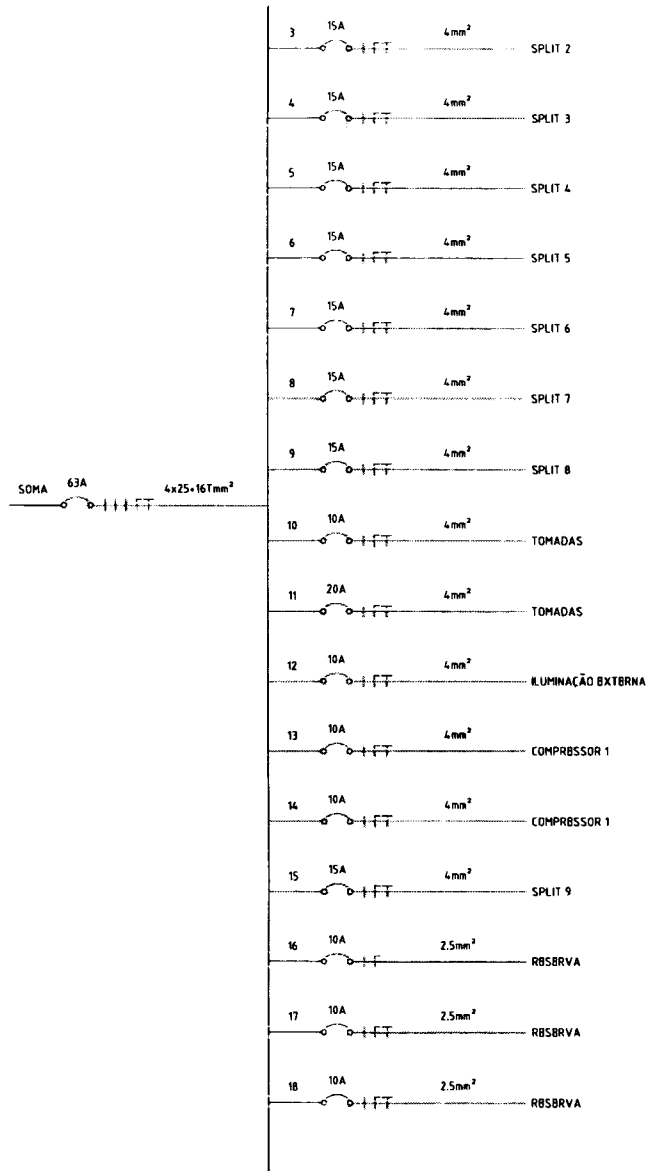 3 15A 4mm² SPLIT 2
4 15A 4mm² SPLIT 3
5 15A 4mm² SPLIT 4
6 15A 4mm² SPLIT 5
7 15A 4mm² SPLIT 6
8 15A 4mm² SPLIT 7
9 15A 4mm² SPLIT 8
SOMA 63A 4x25+16Tmm²
10 10A 4mm² TOMADAS
11 20A 4mm² TOMADAS
12 10A 4mm² ILUMINAÇÃO BXTBRNA
13 10A 4mm² COMPRBSSOR 1
14 10A 4mm² COMPRBSSOR 1
15 15A 4mm² SPLIT 9
16 10A 2.5mm² RBSBRVA
17 10A 2.5mm² RBSBRVA
18 10A 2.5mm² RBSBRVA